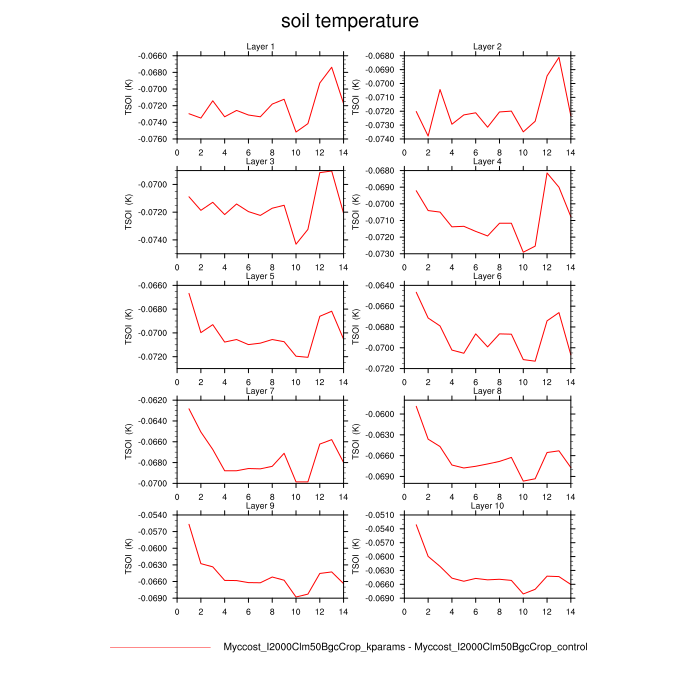 soil temperature
Layer 1
Layer 2
TSOI (K)
-0.0660
-0.0680
-0.0700
-0.0720
-0.0740
-0.0760
0 2 4 6 8 10 12 14
TSOI (K)
-0.0680
-0.0690
-0.0700
-0.0710
-0.0720
-0.0730
-0.0740
0 2 4 6 8 10 12 14
Layer 3
Layer 4
TSOI (K)
-0.0700
-0.0720
-0.0740
0 2 4 6 8 10 12 14
TSOI (K)
-0.0680
-0.0690
-0.0700
-0.0710
-0.0720
-0.0730
0 2 4 6 8 10 12 14
Layer 5
Layer 6
TSOI (K)
-0.0660
-0.0680
-0.0700
-0.0720
0 2 4 6 8 10 12 14
TSOI (K)
-0.0640
-0.0660
-0.0680
-0.0700
-0.0720
0 2 4 6 8 10 12 14
Layer 7
Layer 8
TSOI (K)
-0.0620
-0.0640
-0.0660
-0.0680
-0.0700
0 2 4 6 8 10 12 14
TSOI (K)
-0.0600
-0.0630
-0.0660
-0.0690
0 2 4 6 8 10 12 14
Layer 9
Layer 10
TSOI (K)
-0.0540
-0.0570
-0.0600
-0.0630
-0.0660
-0.0690
0 2 4 6 8 10 12 14
TSOI (K)
-0.0510
-0.0540
-0.0570
-0.0600
-0.0630
-0.0660
-0.0690
0 2 4 6 8 10 12 14
Myccost_I2000Clm50BgcCrop_kparams - Myccost_I2000Clm50BgcCrop_control